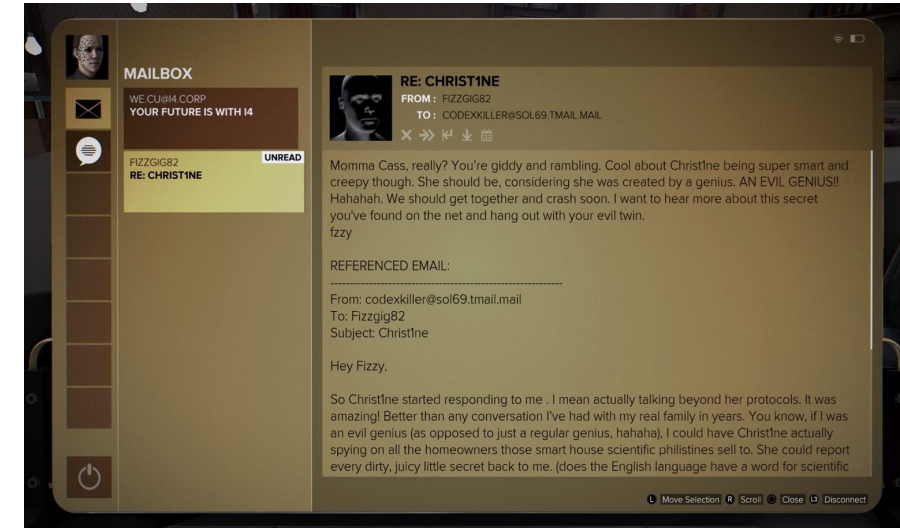 MAILBOX
WE.CU@I4.CORP
YOUR FUTURE IS WITH I4
FIZZGIG82
UNREAD
RE: CHRIST1NE
RE: CHRIST1NE
FROM : FIZZGIG82
TO : CODEXKILLER@SOL69.TMAIL.MAIL
Momma Cass, really? You're giddy and rambling. Cool about Christ1ne being super smart and
creepy though. She should be, considering she was created by a genius. AN EVIL GENIUS!!
Hahahah. We should get together and crash soon. I want to hear more about this secret
you've found on the net and hang out with your evil twin.
fzzy
REFERENCED EMAIL:
----------------------------------------------------------
From: codexkiller@sol69.tmail.mail
To: Fizzgig82
Subject: Christ1ne
Hey Fizzy,
So Christ1ne started responding to me . I mean actually talking beyond her protocols. It was
amazing! Better than any conversation I've had with my real family in years. You know, if I was
an evil genius (as opposed to just a regular genius, hahaha), I could have Christ1ne actually
spying on all the homeowners those smart house scientific philistines sell to. She could report
every dirty, juicy little secret back to me. (does the English language have a word for scientific
L Move Selection R Scroll Close L3 Disconnect